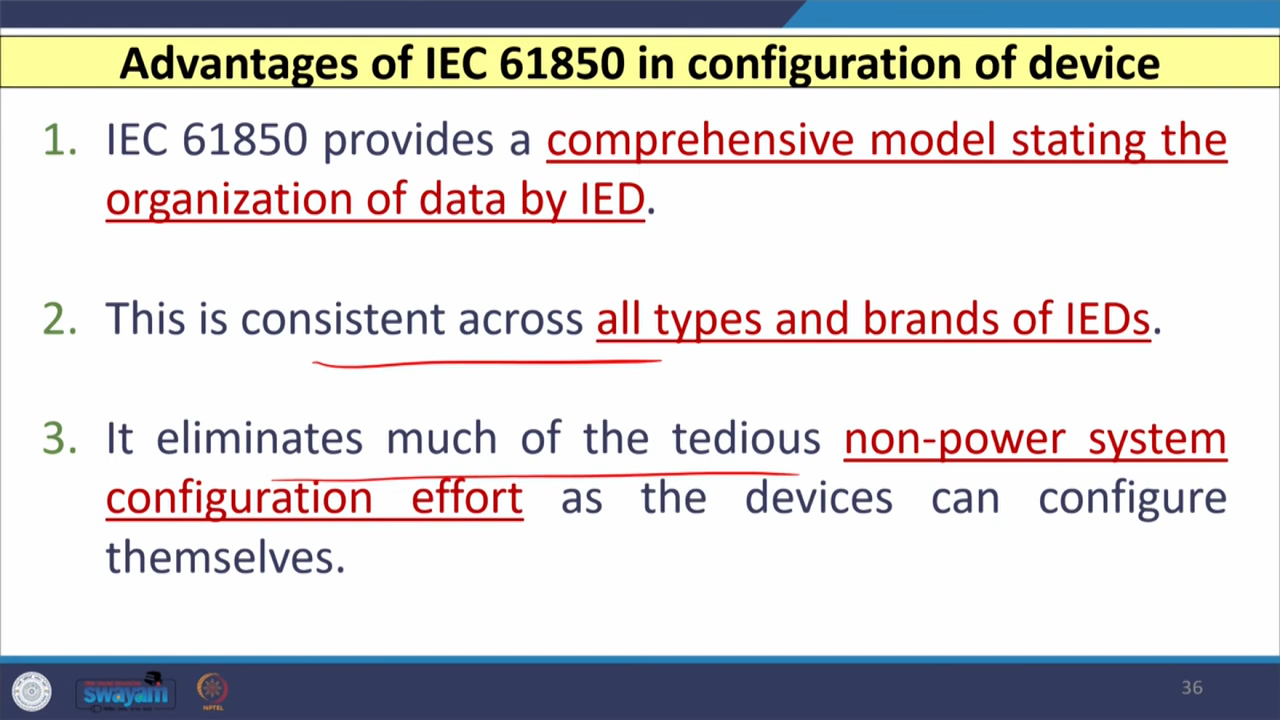 Advantages of IEC 61850 in configuration of device
1. IEC 61850 provides a comprehensive model stating the
organization of data by IED.
2. This is consistent across all types and brands of IEDs.
3. It eliminates much of the tedious non-power system
configuration effort as the devices can configure
themselves.
swayam
NPTEL
36